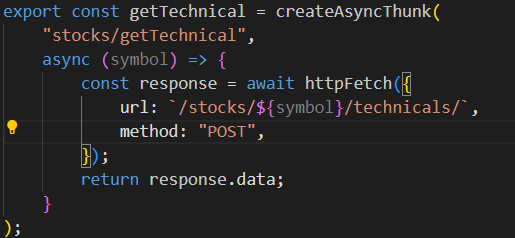 export const getTechnical = createAsyncThunk(
    "stocks/getTechnical",
    async (symbol) => {
        const response = await httpFetch({
            url: `/stocks/${symbol}/technicals/`,
            method: "POST",
        });
        return response.data;
    }
);